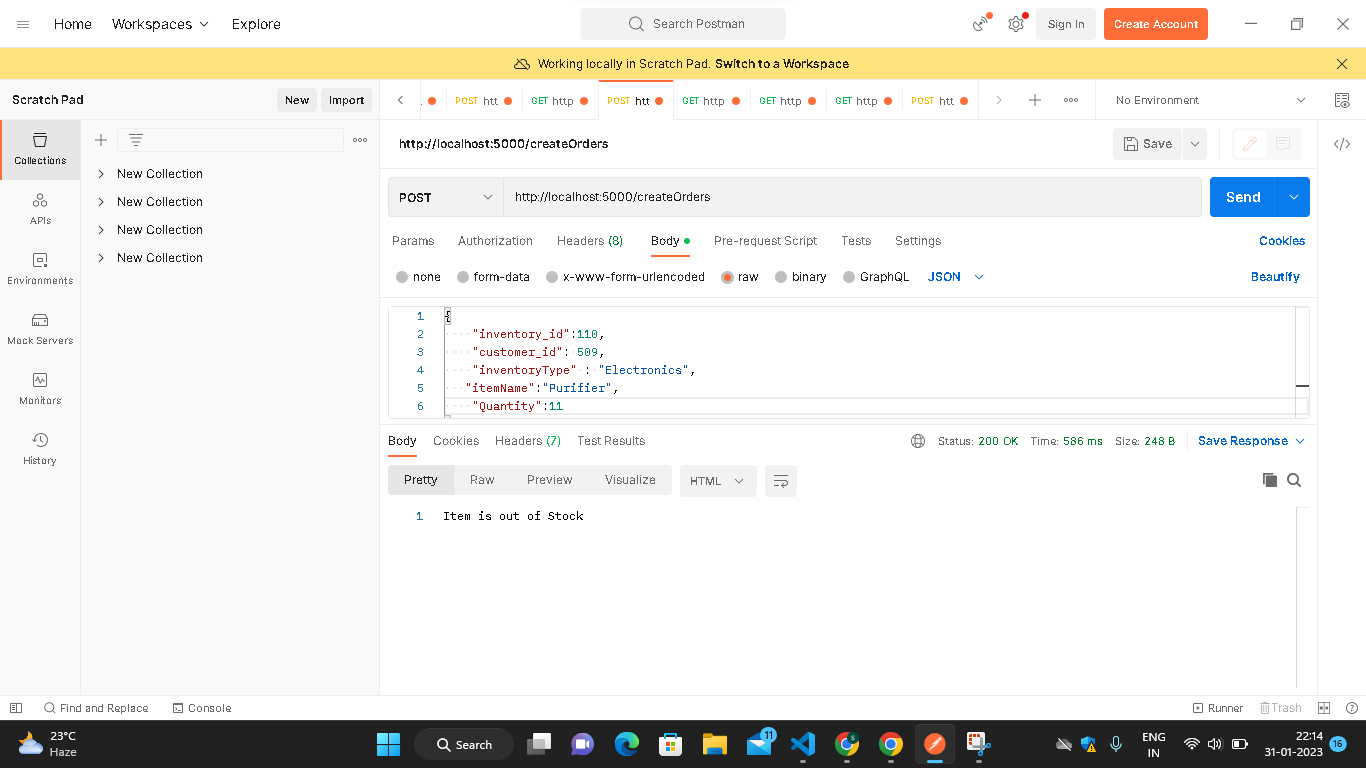 Home Workspaces Explore Search Postman Sign In Create Account
Working locally in Scratch Pad. Switch to a Workspace
Scratch Pad New Import POST htt GET http POST htt GET http GET http GET http POST htt No Environment
Collections
APIs
Environments
Mock Servers
Monitors
History
New Collection
New Collection
New Collection
New Collection
http://localhost:5000/createOrders Save
POST http://localhost:5000/createOrders Send
Params Authorization Headers (8) Body Pre-request Script Tests Settings Cookies
none form-data x-www-form-urlencoded raw binary GraphQL JSON Beautify
1 {
2 "inventory_id":110,
3 "customer_id": 509,
4 "inventoryType" : "Electronics",
5 "itemName":"Purifier",
6 "Quantity":11
Body Cookies Headers (7) Test Results Status: 200 OK Time: 586 ms Size: 248 B Save Response
Pretty Raw Preview Visualize HTML
1 Item is out of Stock
Find and Replace Console Runner Trash
23°C
Haze
Search
11
S
ENG
IN
22:14
31-01-2023
16